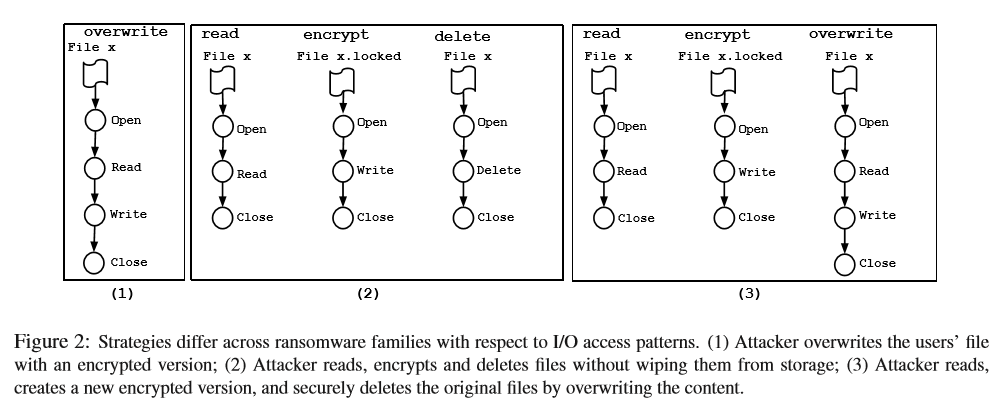 overwrite
File x
Open
Read
Write
Close
(1)
read encrypt delete
File x File x.locked File x
Open Open Open
Read Write Delete
Close Close Close
(2)
read encrypt overwrite
File x File x.locked File x
Open Open Open
Read Write Read
Close Close Write
Close
(3)
Figure 2: Strategies differ across ransomware families with respect to I/O access patterns. (1) Attacker overwrites the users' file
with an encrypted version; (2) Attacker reads, encrypts and deletes files without wiping them from storage; (3) Attacker reads,
creates a new encrypted version, and securely deletes the original files by overwriting the content.